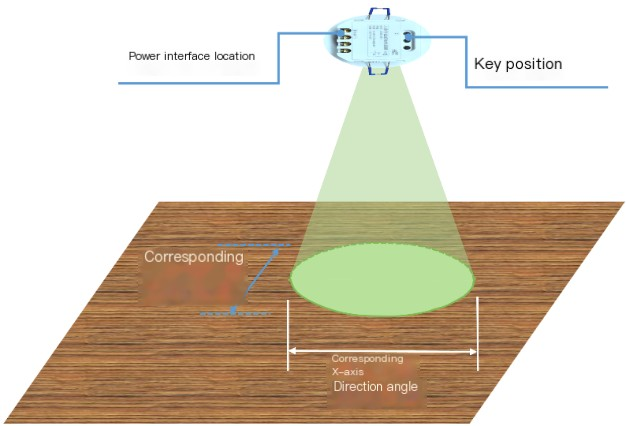 Power interface location
Key position
Corresponding
Corresponding
X-axis
Direction angle